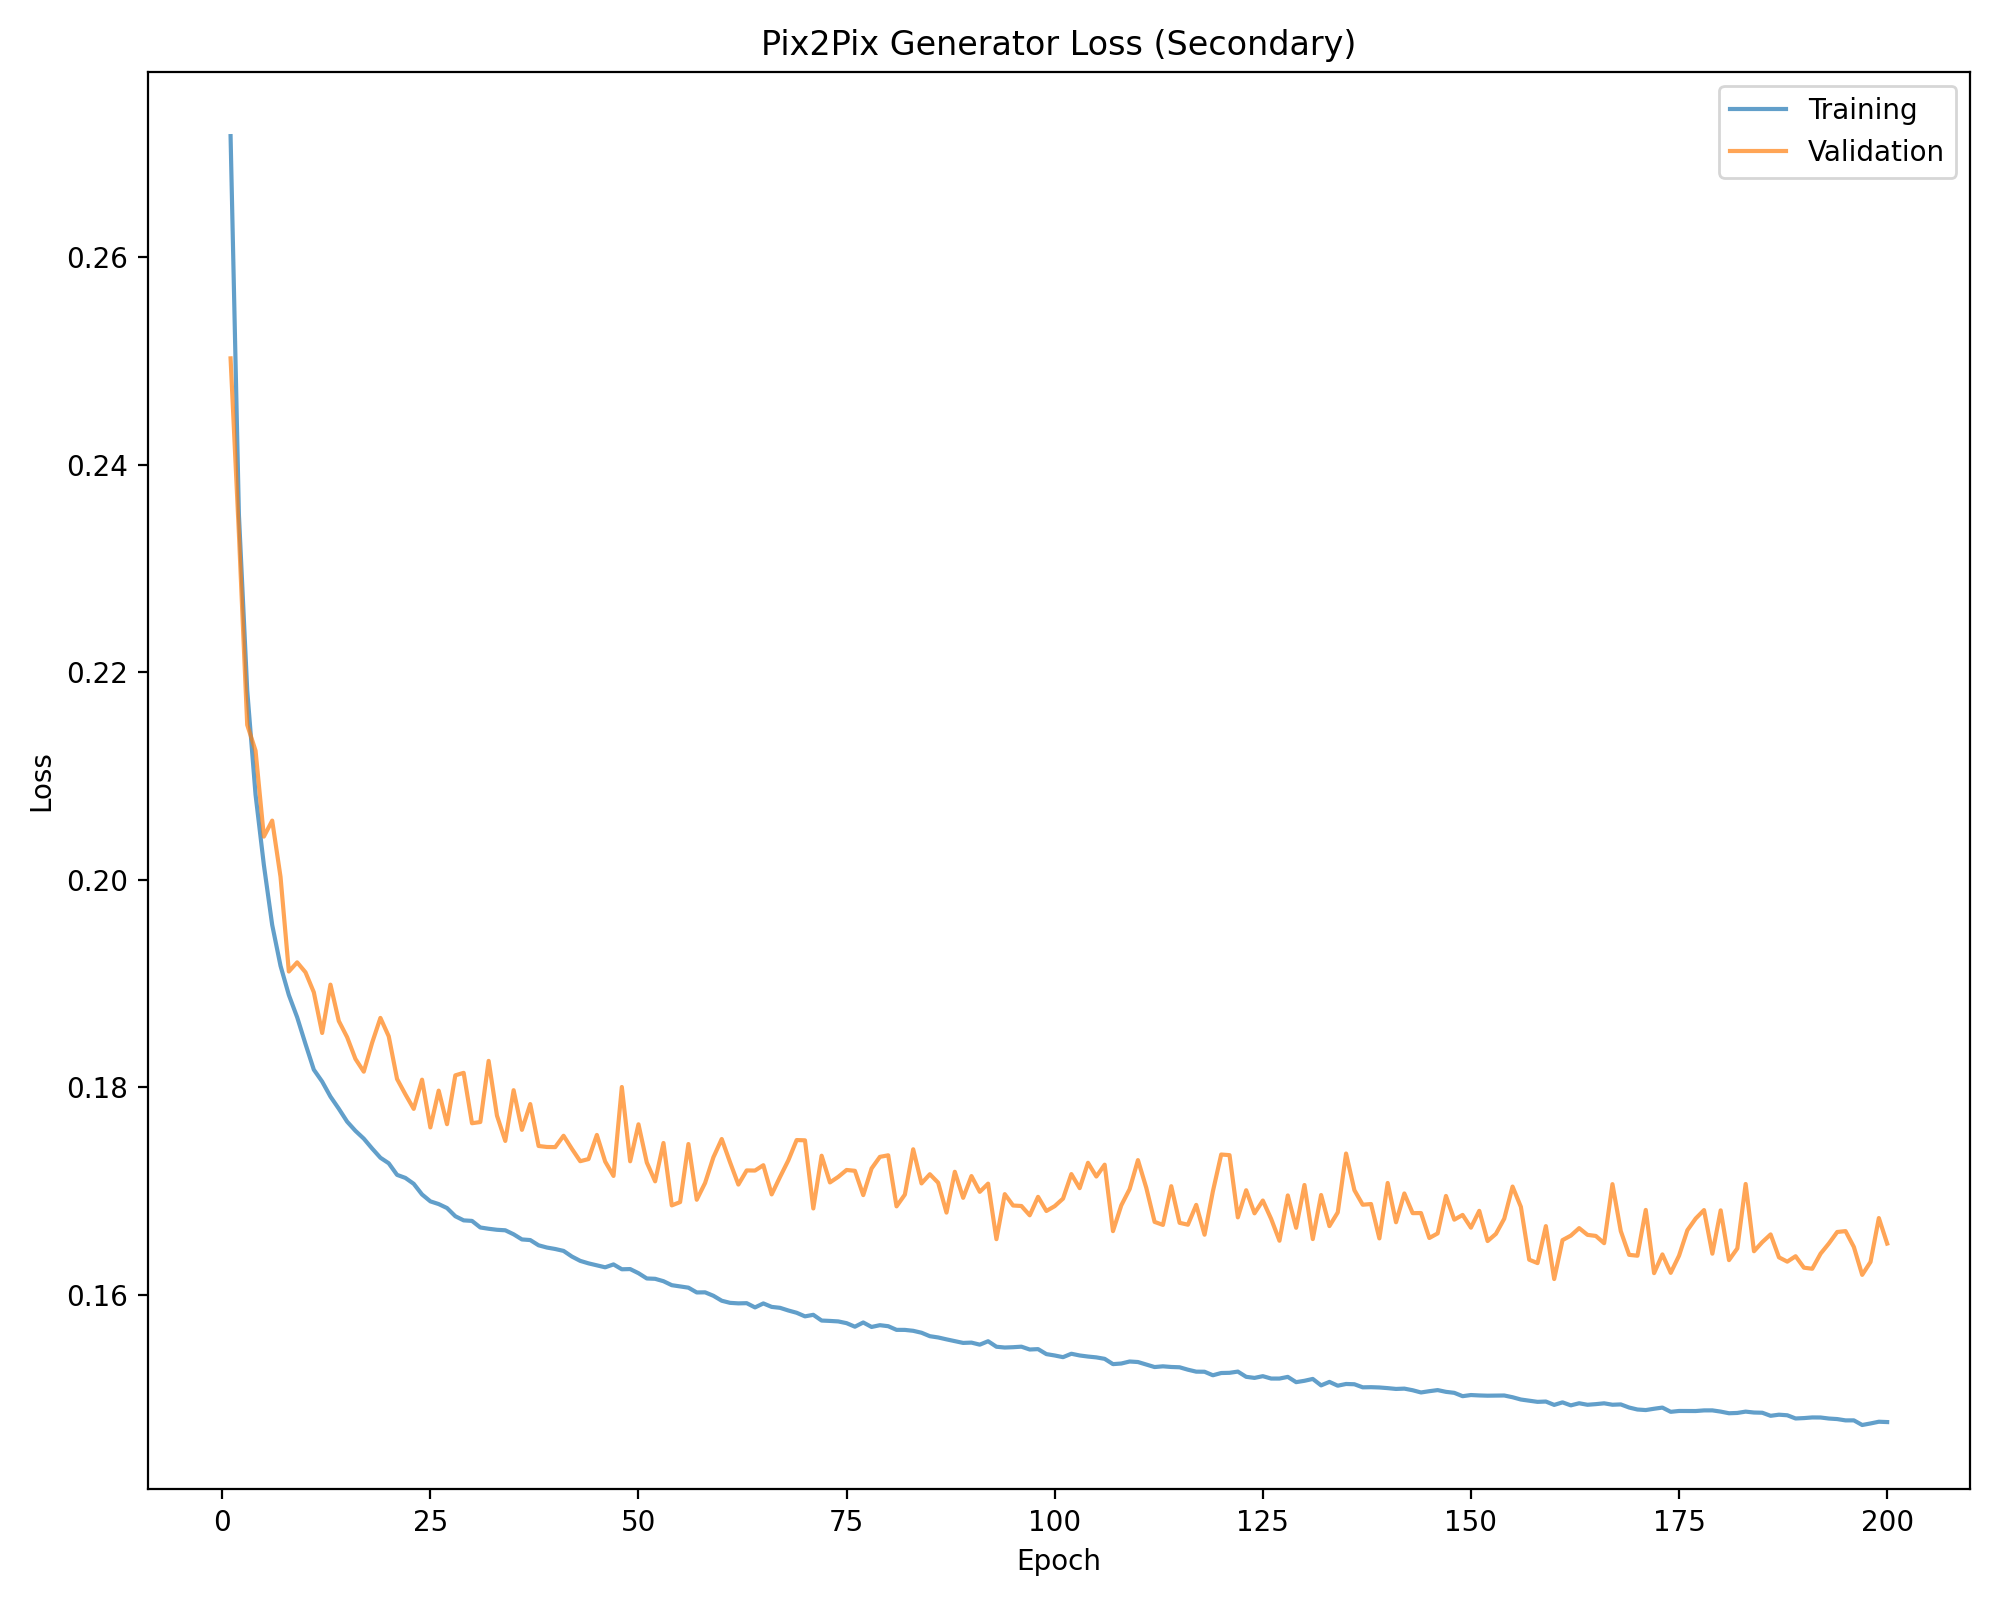 Pix2Pix Generator Loss (Secondary)
Training
Validation
0.26
0.24
0.22
0.20
0.18
0.16
Loss
0 25 50 75 100 125 150 175 200
Epoch